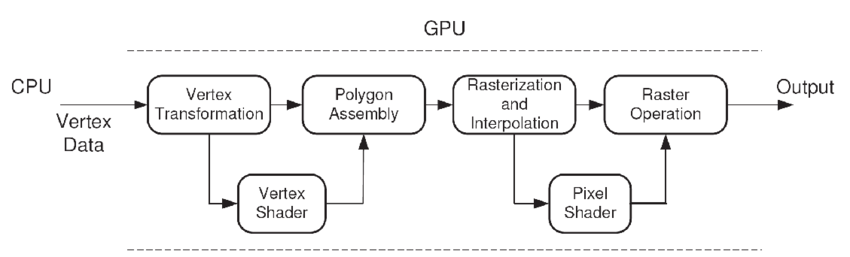 GPU
CPU
Vertex
Data
Vertex
Transformation
Polygon
Assembly
Rasterization
and
Interpolation
Raster
Operation
Output
Vertex
Shader
Pixel
Shader